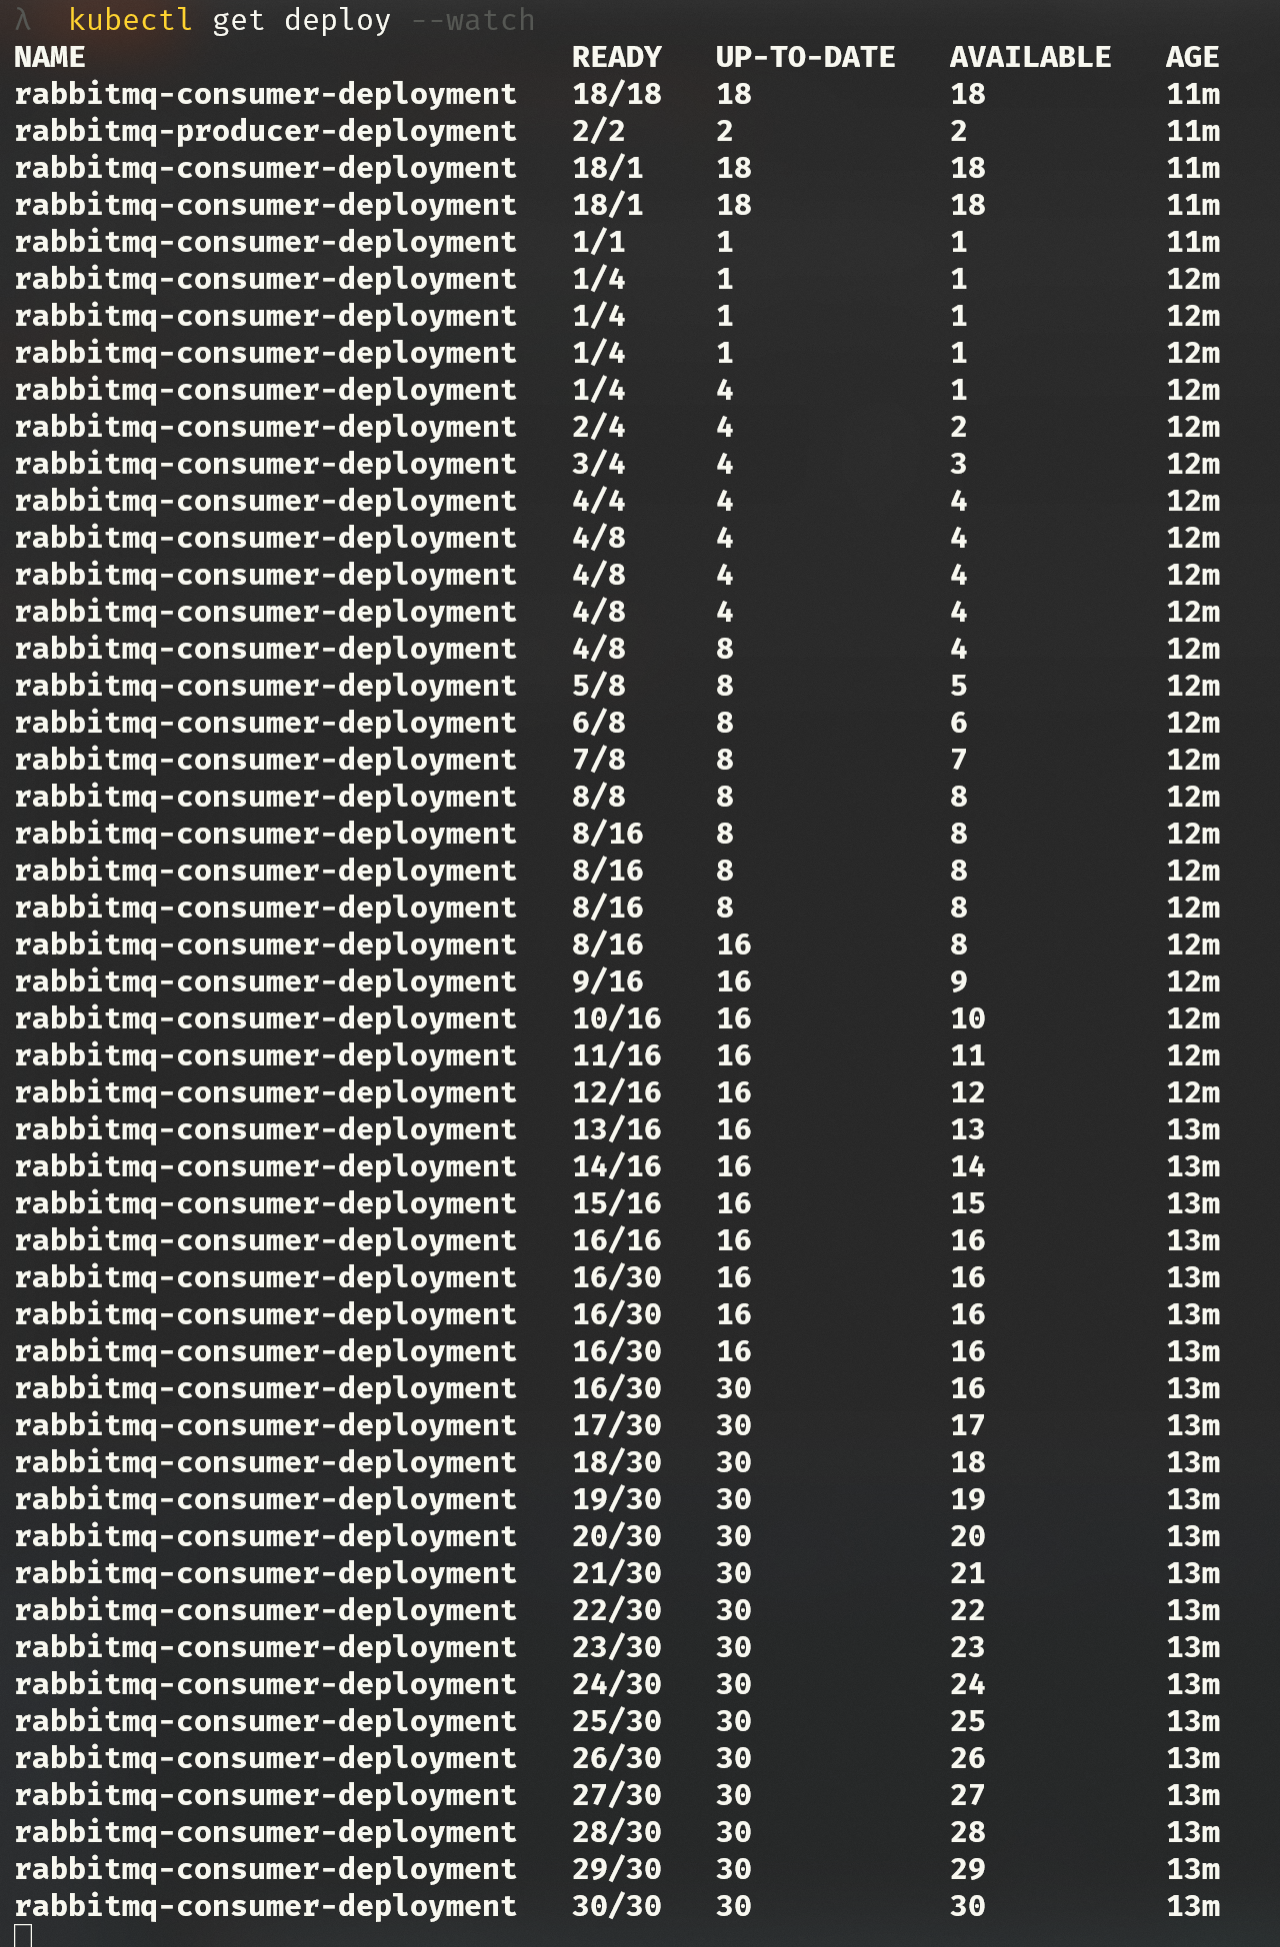 λ  kubectl get deploy --watch
NAME                           READY   UP-TO-DATE   AVAILABLE   AGE
rabbitmq-consumer-deployment   18/18   18           18          11m
rabbitmq-producer-deployment   2/2     2            2           11m
rabbitmq-consumer-deployment   18/1    18           18          11m
rabbitmq-consumer-deployment   18/1    18           18          11m
rabbitmq-consumer-deployment   1/1     1            1           11m
rabbitmq-consumer-deployment   1/4     1            1           12m
rabbitmq-consumer-deployment   1/4     1            1           12m
rabbitmq-consumer-deployment   1/4     1            1           12m
rabbitmq-consumer-deployment   1/4     4            1           12m
rabbitmq-consumer-deployment   2/4     4            2           12m
rabbitmq-consumer-deployment   3/4     4            3           12m
rabbitmq-consumer-deployment   4/4     4            4           12m
rabbitmq-consumer-deployment   4/8     4            4           12m
rabbitmq-consumer-deployment   4/8     4            4           12m
rabbitmq-consumer-deployment   4/8     4            4           12m
rabbitmq-consumer-deployment   4/8     8            4           12m
rabbitmq-consumer-deployment   5/8     8            5           12m
rabbitmq-consumer-deployment   6/8     8            6           12m
rabbitmq-consumer-deployment   7/8     8            7           12m
rabbitmq-consumer-deployment   8/8     8            8           12m
rabbitmq-consumer-deployment   8/16    8            8           12m
rabbitmq-consumer-deployment   8/16    8            8           12m
rabbitmq-consumer-deployment   8/16    8            8           12m
rabbitmq-consumer-deployment   8/16    16           8           12m
rabbitmq-consumer-deployment   9/16    16           9           12m
rabbitmq-consumer-deployment   10/16   16           10          12m
rabbitmq-consumer-deployment   11/16   16           11          12m
rabbitmq-consumer-deployment   12/16   16           12          12m
rabbitmq-consumer-deployment   13/16   16           13          13m
rabbitmq-consumer-deployment   14/16   16           14          13m
rabbitmq-consumer-deployment   15/16   16           15          13m
rabbitmq-consumer-deployment   16/16   16           16          13m
rabbitmq-consumer-deployment   16/30   16           16          13m
rabbitmq-consumer-deployment   16/30   16           16          13m
rabbitmq-consumer-deployment   16/30   16           16          13m
rabbitmq-consumer-deployment   16/30   30           16          13m
rabbitmq-consumer-deployment   17/30   30           17          13m
rabbitmq-consumer-deployment   18/30   30           18          13m
rabbitmq-consumer-deployment   19/30   30           19          13m
rabbitmq-consumer-deployment   20/30   30           20          13m
rabbitmq-consumer-deployment   21/30   30           21          13m
rabbitmq-consumer-deployment   22/30   30           22          13m
rabbitmq-consumer-deployment   23/30   30           23          13m
rabbitmq-consumer-deployment   24/30   30           24          13m
rabbitmq-consumer-deployment   25/30   30           25          13m
rabbitmq-consumer-deployment   26/30   30           26          13m
rabbitmq-consumer-deployment   27/30   30           27          13m
rabbitmq-consumer-deployment   28/30   30           28          13m
rabbitmq-consumer-deployment   29/30   30           29          13m
rabbitmq-consumer-deployment   30/30   30           30          13m